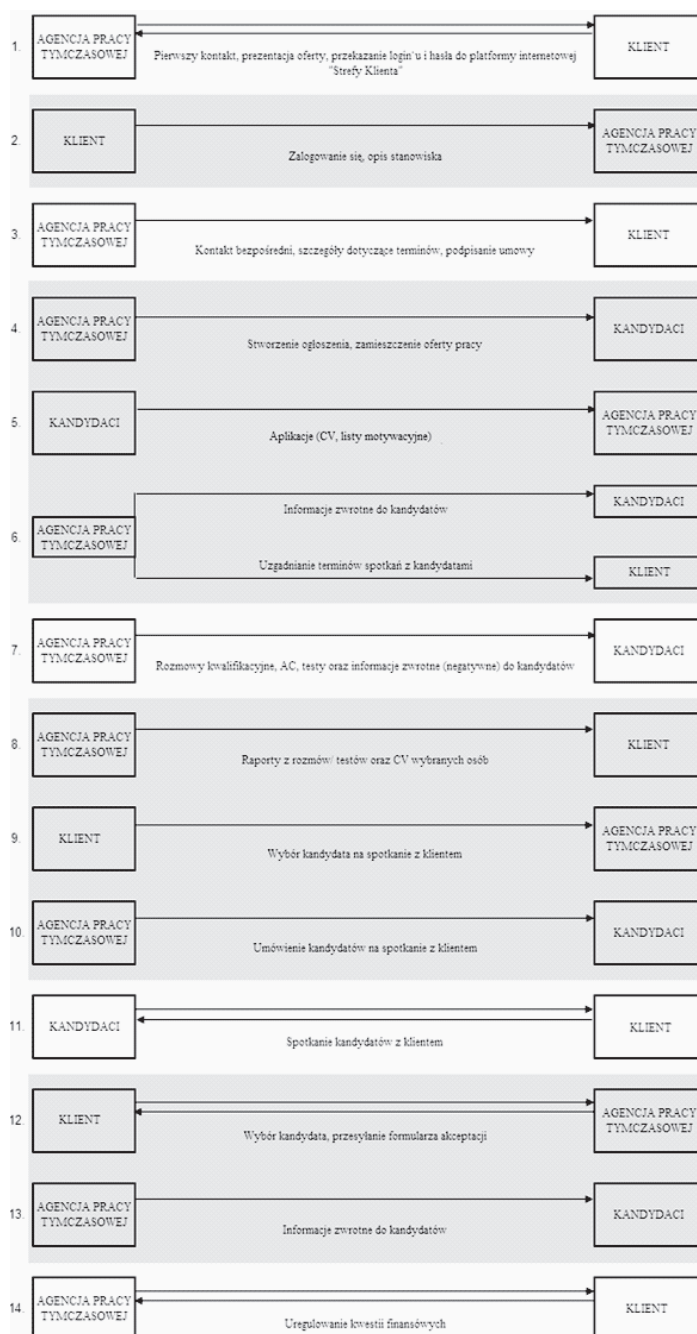 1.
AGENCJA PRACY
TYMCZASOWEJ
Pierwszy kontakt, prezentacja oferty, przekazanie login`u i hasła do platformy internetowej
"Strefy Klienta"
KLIENT
2.
KLIENT
Zalogowanie się, opis stanowiska
AGENCJA PRACY
TYMCZASOWEJ
3.
AGENCJA PRACY
TYMCZASOWEJ
Kontakt bezpośredni, szczegóły dotyczące terminów, podpisanie umowy
KLIENT
4.
AGENCJA PRACY
TYMCZASOWEJ
Stworzenie ogłoszenia, zamieszczenie oferty pracy
KANDYDACI
5.
KANDYDACI
Aplikacje (CV, listy motywacyjne)
AGENCJA PRACY
TYMCZASOWEJ
6.
AGENCJA PRACY
TYMCZASOWEJ
Informacje zwrotne do kandydatów
KANDYDACI
Uzgadnianie terminów spotkań z kandydatami
KLIENT
7.
AGENCJA PRACY
TYMCZASOWEJ
Rozmowy kwalifikacyjne, AC, testy oraz informacje zwrotne (negatywne) do kandydatów
KANDYDACI
8.
AGENCJA PRACY
TYMCZASOWEJ
Raporty z rozmów/ testów oraz CV wybranych osób
KLIENT
9.
KLIENT
Wybór kandydata na spotkanie z klientem
AGENCJA PRACY
TYMCZASOWEJ
10.
AGENCJA PRACY
TYMCZASOWEJ
Umówienie kandydatów na spotkanie z klientem
KANDYDACI
11.
KANDYDACI
Spotkanie kandydatów z klientem
KLIENT
12.
KLIENT
Wybór kandydata, przesyłanie formularza akceptacji
AGENCJA PRACY
TYMCZASOWEJ
13.
AGENCJA PRACY
TYMCZASOWEJ
Informacje zwrotne do kandydatów
KANDYDACI
14.
AGENCJA PRACY
TYMCZASOWEJ
Uregulowanie kwestii finansówych
KLIENT